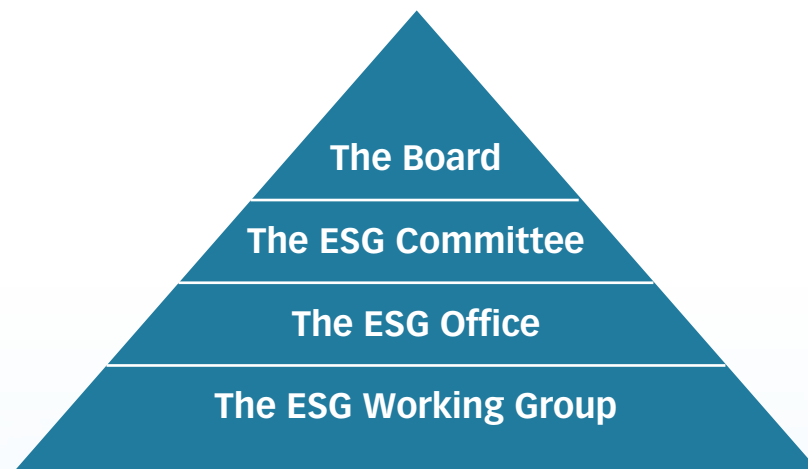 The Board
The ESG Committee
The ESG Office
The ESG Working Group